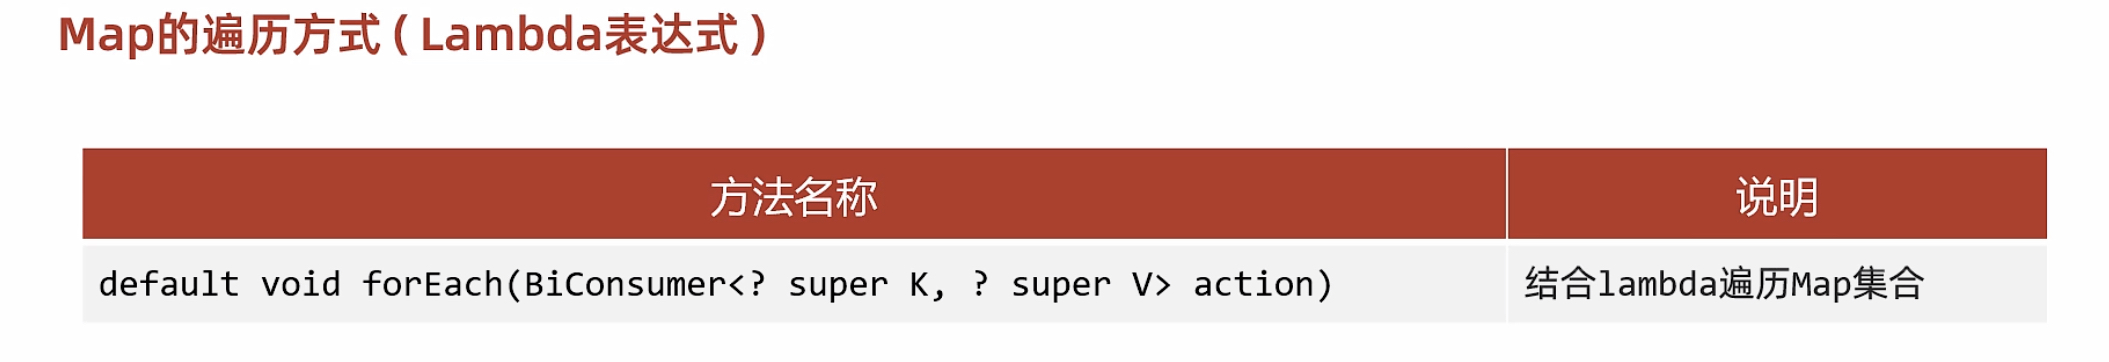 Map的遍历方式（Lambda表达式）
方法名称 说明
default void forEach(BiConsumer<? super K, ? super V> action) 结合lambda遍历Map集合